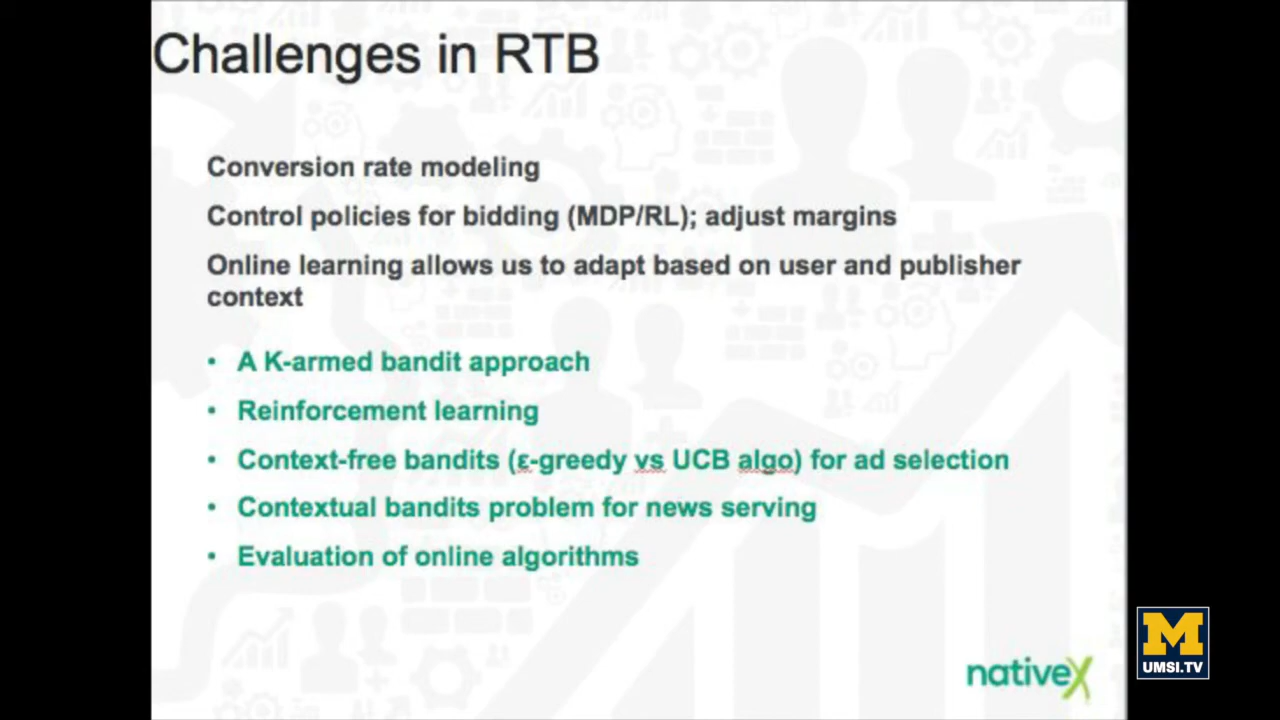 Challenges in RTB
Conversion rate modeling
Control policies for bidding (MDP/RL); adjust margins
Online learning allows us to adapt based on user and publisher
context
• A K-armed bandit approach
• Reinforcement learning
• Context-free bandits (ε-greedy vs UCB algo) for ad selection
• Contextual bandits problem for news serving
• Evaluation of online algorithms
nativeX
M
UMSI.TV